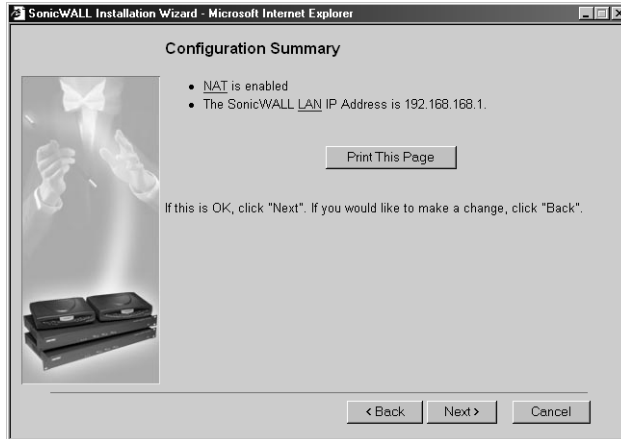 SonicWALL Installation Wizard - Microsoft Internet Explorer
Configuration Summary
• NAT is enabled
• The SonicWALL LAN IP Address is 192.168.168.1.
Print This Page
If this is OK, click "Next". If you would like to make a change, click "Back".
< Back
Next >
Cancel